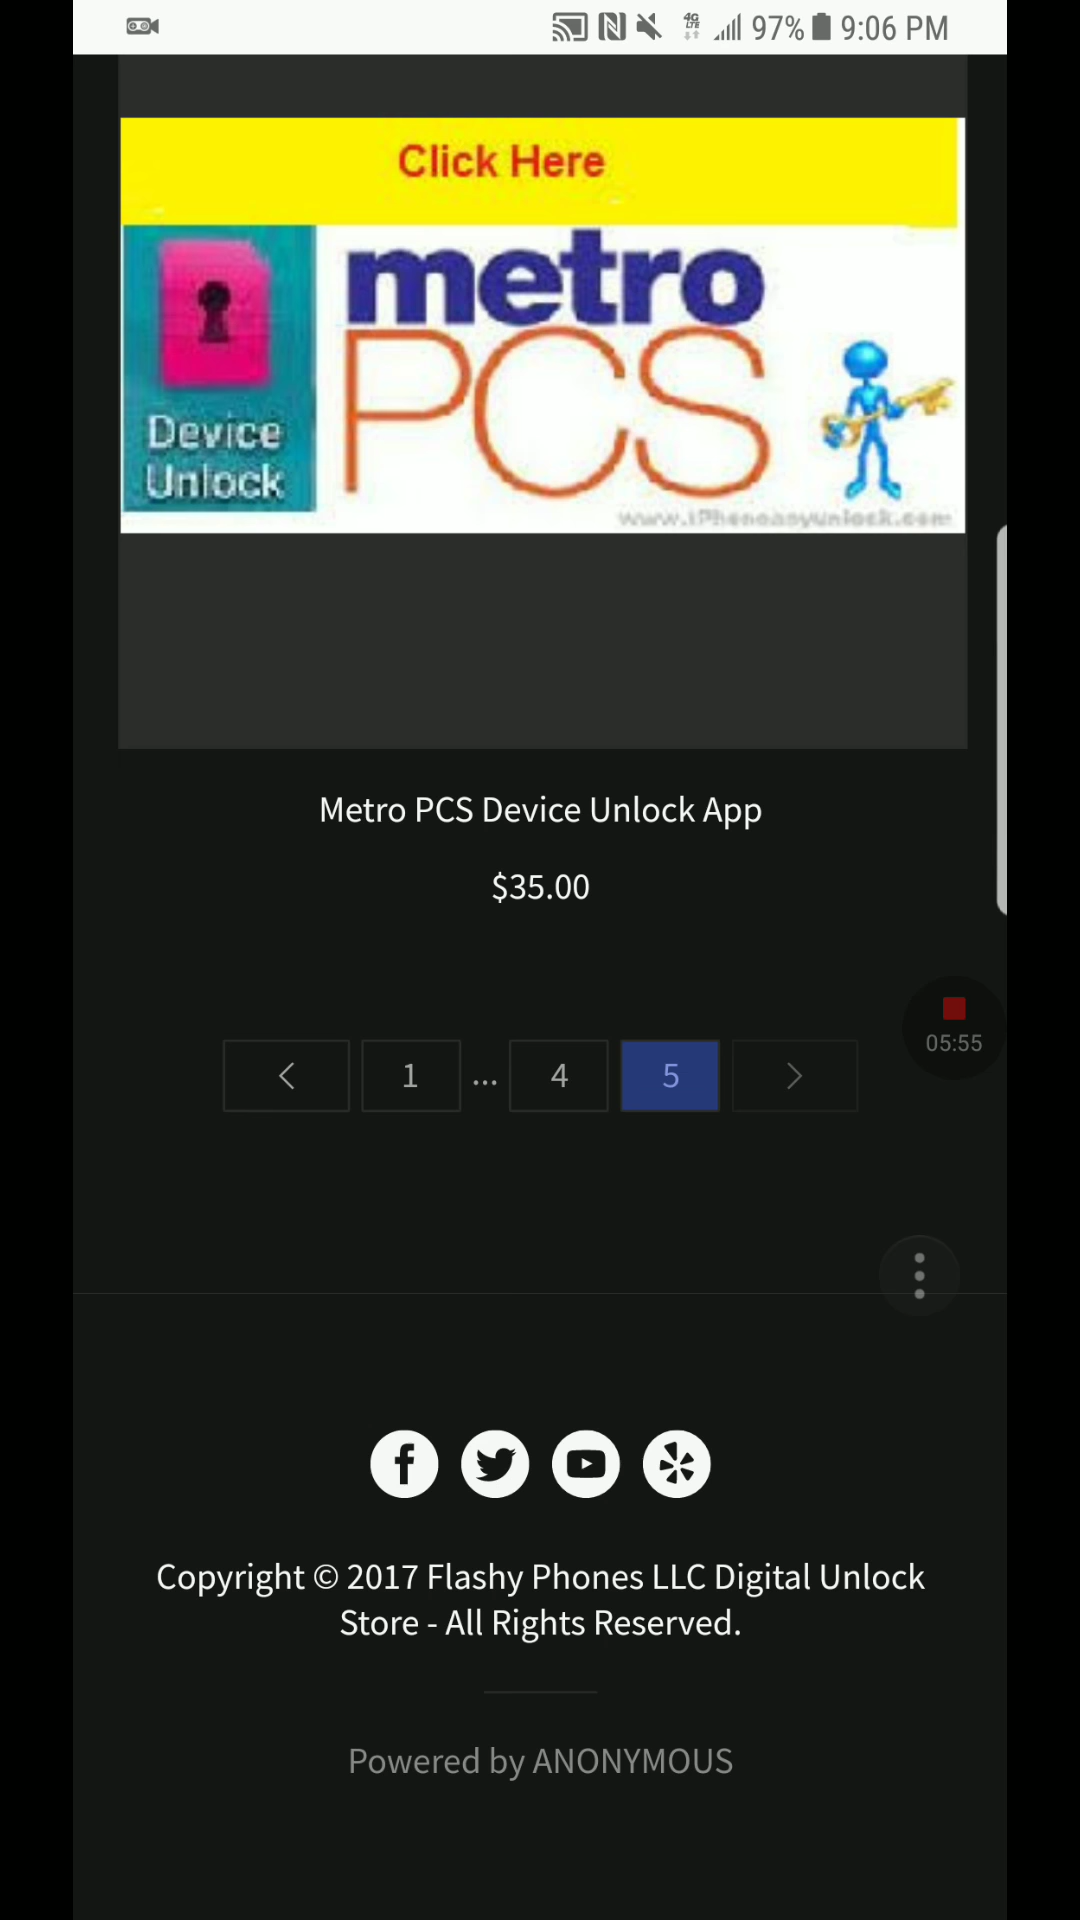 97% 9:06 PM
Click Here
metro
PCS
Device
Unlock
Metro PCS Device Unlock App
$35.00
05:55
< 1 ... 4 5 >
Copyright © 2017 Flashy Phones LLC Digital Unlock
Store - All Rights Reserved.
Powered by ANONYMOUS